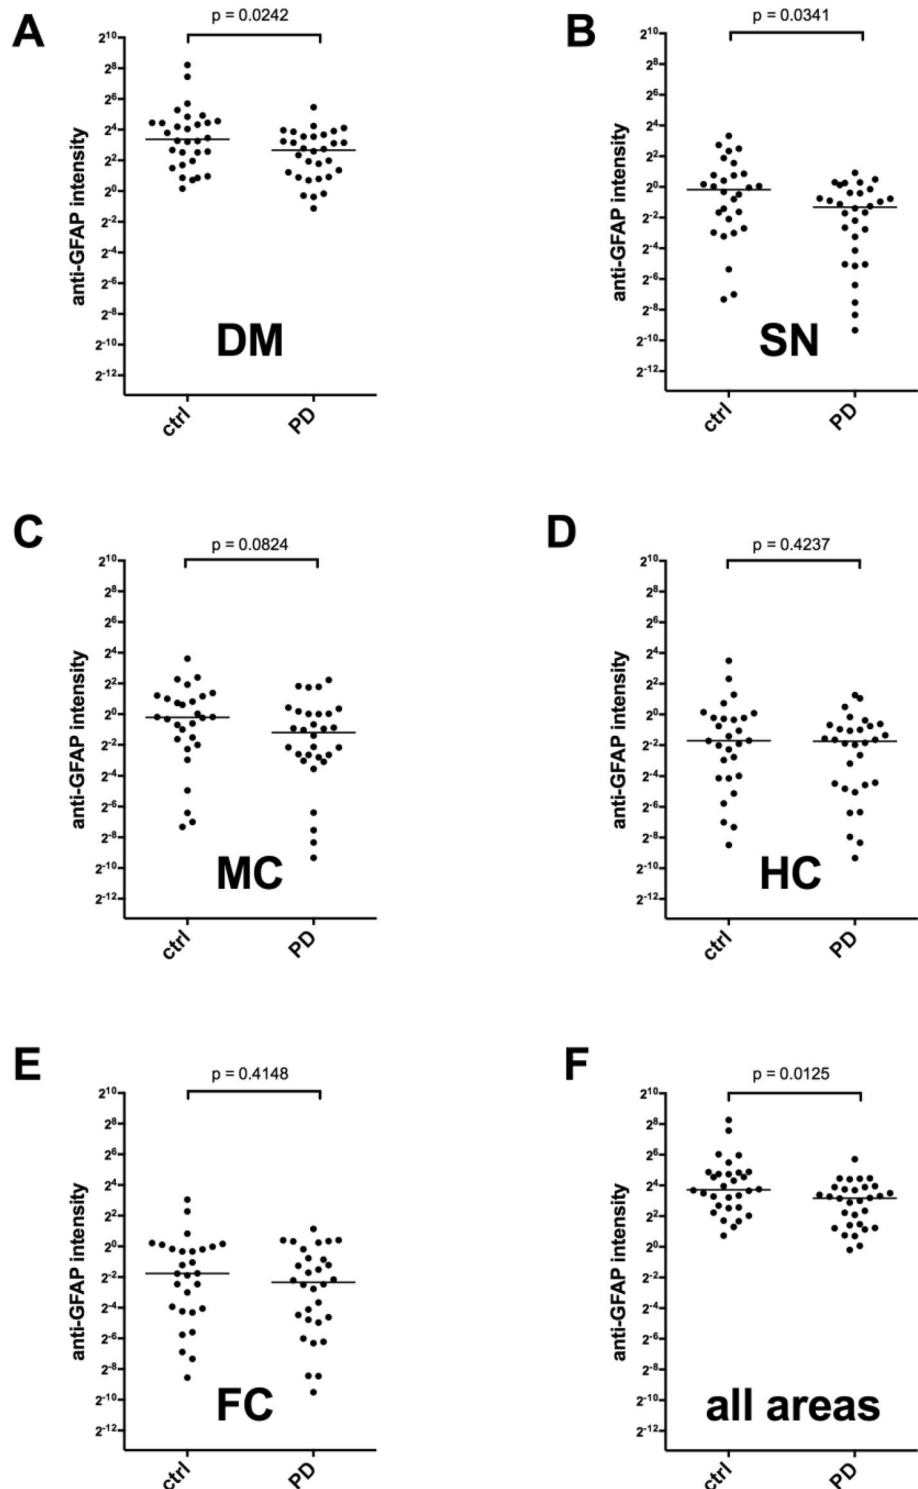 A
p = 0.0242
anti-GFAP intensity
2^10
2^8
2^6
2^4
2^2
2^0
2^-2
2^-4
2^-6
2^-8
2^-10
2^-12
DM
ctrl
PD
B
p = 0.0341
anti-GFAP intensity
2^10
2^8
2^6
2^4
2^2
2^0
2^-2
2^-4
2^-6
2^-8
2^-10
2^-12
SN
ctrl
PD
C
p = 0.0824
anti-GFAP intensity
2^10
2^8
2^6
2^4
2^2
2^0
2^-2
2^-4
2^-6
2^-8
2^-10
2^-12
MC
ctrl
PD
D
p = 0.4237
anti-GFAP intensity
2^10
2^8
2^6
2^4
2^2
2^0
2^-2
2^-4
2^-6
2^-8
2^-10
2^-12
HC
ctrl
PD
E
p = 0.4148
anti-GFAP intensity
2^10
2^8
2^6
2^4
2^2
2^0
2^-2
2^-4
2^-6
2^-8
2^-10
2^-12
FC
ctrl
PD
F
p = 0.0125
anti-GFAP intensity
2^10
2^8
2^6
2^4
2^2
2^0
2^-2
2^-4
2^-6
2^-8
2^-10
2^-12
all areas
ctrl
PD